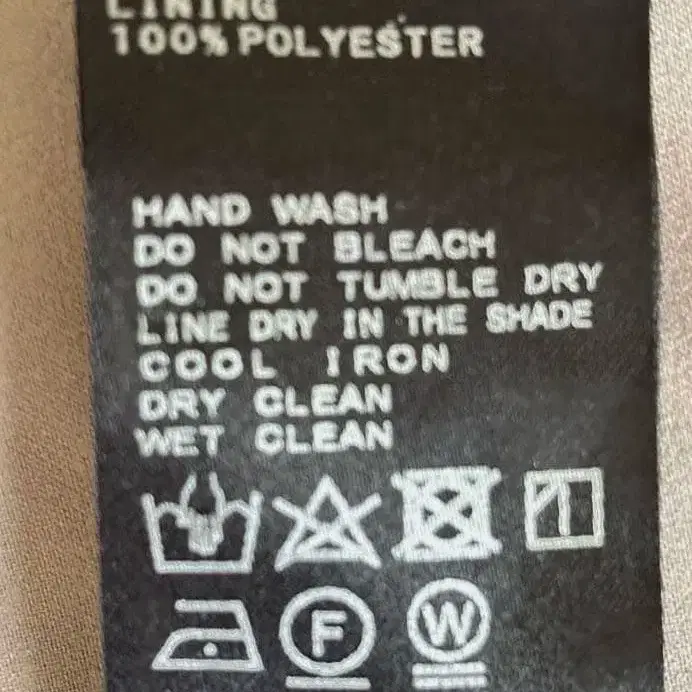 LINING
100% POLYESTER
HAND WASH
DO NOT BLEACH
DO NOT TUMBLE DRY
LINE DRY IN THE SHADE
COOL IRON
DRY CLEAN
WET CLEAN
F W